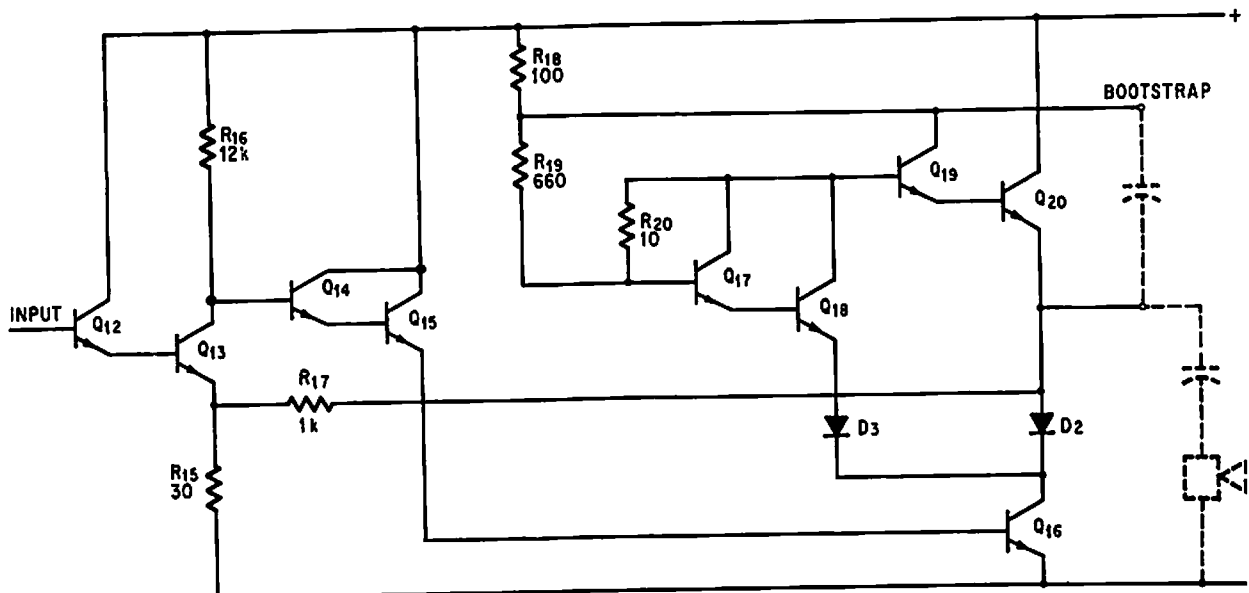 +
R18
100
BOOTSTRAP
R16
12k
R19
660
Q19
R20
10
Q20
Q14
Q17
INPUT
Q12
Q15
Q18
Q13
R17
1k
D3
D2
R15
30
Q16